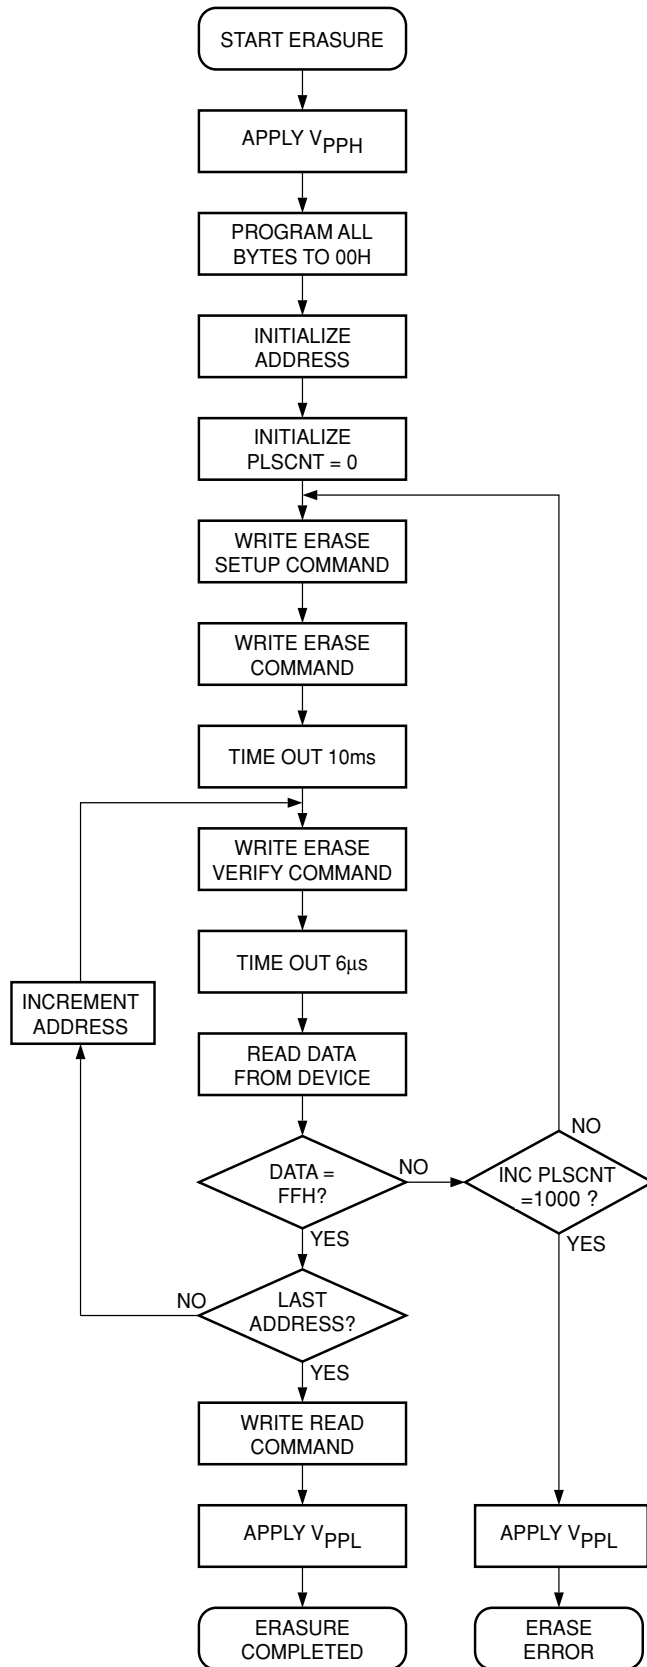 START ERASURE
APPLY VPPH
PROGRAM ALL
BYTES TO 00H
INITIALIZE
ADDRESS
INITIALIZE
PLSCNT = 0
WRITE ERASE
SETUP COMMAND
WRITE ERASE
COMMAND
TIME OUT 10ms
WRITE ERASE
VERIFY COMMAND
TIME OUT 6µs
INCREMENT
ADDRESS
READ DATA
FROM DEVICE
DATA =
FFH?
NO
INC PLSCNT
=1000 ?
NO
YES
YES
LAST
ADDRESS?
NO
YES
WRITE READ
COMMAND
APPLY VPPL
APPLY VPPL
ERASURE
COMPLETED
ERASE
ERROR